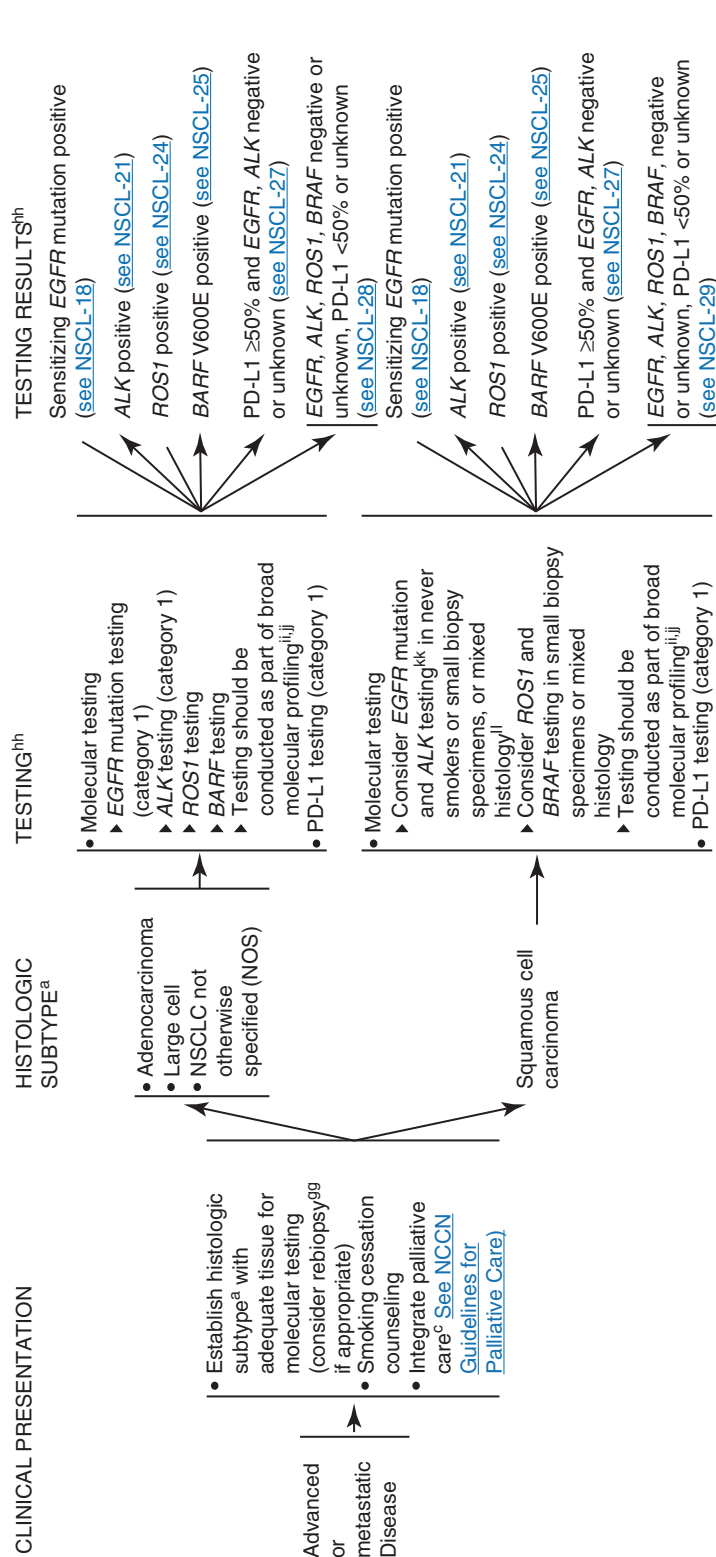 CLINICAL PRESENTATION
Advanced
or
metastatic
Disease
• Establish histologic
subtypeᵃ with
adequate tissue for
molecular testing
(consider rebiopsyᵍᵍ
if appropriate)
• Smoking cessation
counseling
• Integrate palliative
careᶜ See NCCN
Guidelines for
Palliative Care)
HISTOLOGIC
SUBTYPEᵃ
• Adenocarcinoma
• Large cell
• NSCLC not
otherwise
specified (NOS)
Squamous cell
carcinoma
TESTINGʰʰ
• Molecular testing
▸ EGFR mutation testing
(category 1)
▸ ALK testing (category 1)
▸ ROS1 testing
▸ BARF testing
▸ Testing should be
conducted as part of broad
molecular profilingⁱⁱ,ʲʲ
• PD-L1 testing (category 1)
• Molecular testing
▸ Consider EGFR mutation
and ALK testingᵏᵏ in never
smokers or small biopsy
specimens, or mixed
histologyˡˡ
▸ Consider ROS1 and
BRAF testing in small biopsy
specimens or mixed
histology
▸ Testing should be
conducted as part of broad
molecular profilingⁱⁱ,ʲʲ
• PD-L1 testing (category 1)
TESTING RESULTSʰʰ
Sensitizing EGFR mutation positive
(see NSCL-18)
ALK positive (see NSCL-21)
ROS1 positive (see NSCL-24)
BARF V600E positive (see NSCL-25)
PD-L1 ≥50% and EGFR, ALK negative
or unknown (see NSCL-27)
EGFR, ALK, ROS1, BRAF negative or
unknown, PD-L1 <50% or unknown
(see NSCL-28)
Sensitizing EGFR mutation positive
(see NSCL-18)
ALK positive (see NSCL-21)
ROS1 positive (see NSCL-24)
BARF V600E positive (see NSCL-25)
PD-L1 ≥50% and EGFR, ALK negative
or unknown (see NSCL-27)
EGFR, ALK, ROS1, BRAF, negative
or unknown, PD-L1 <50% or unknown
(see NSCL-29)